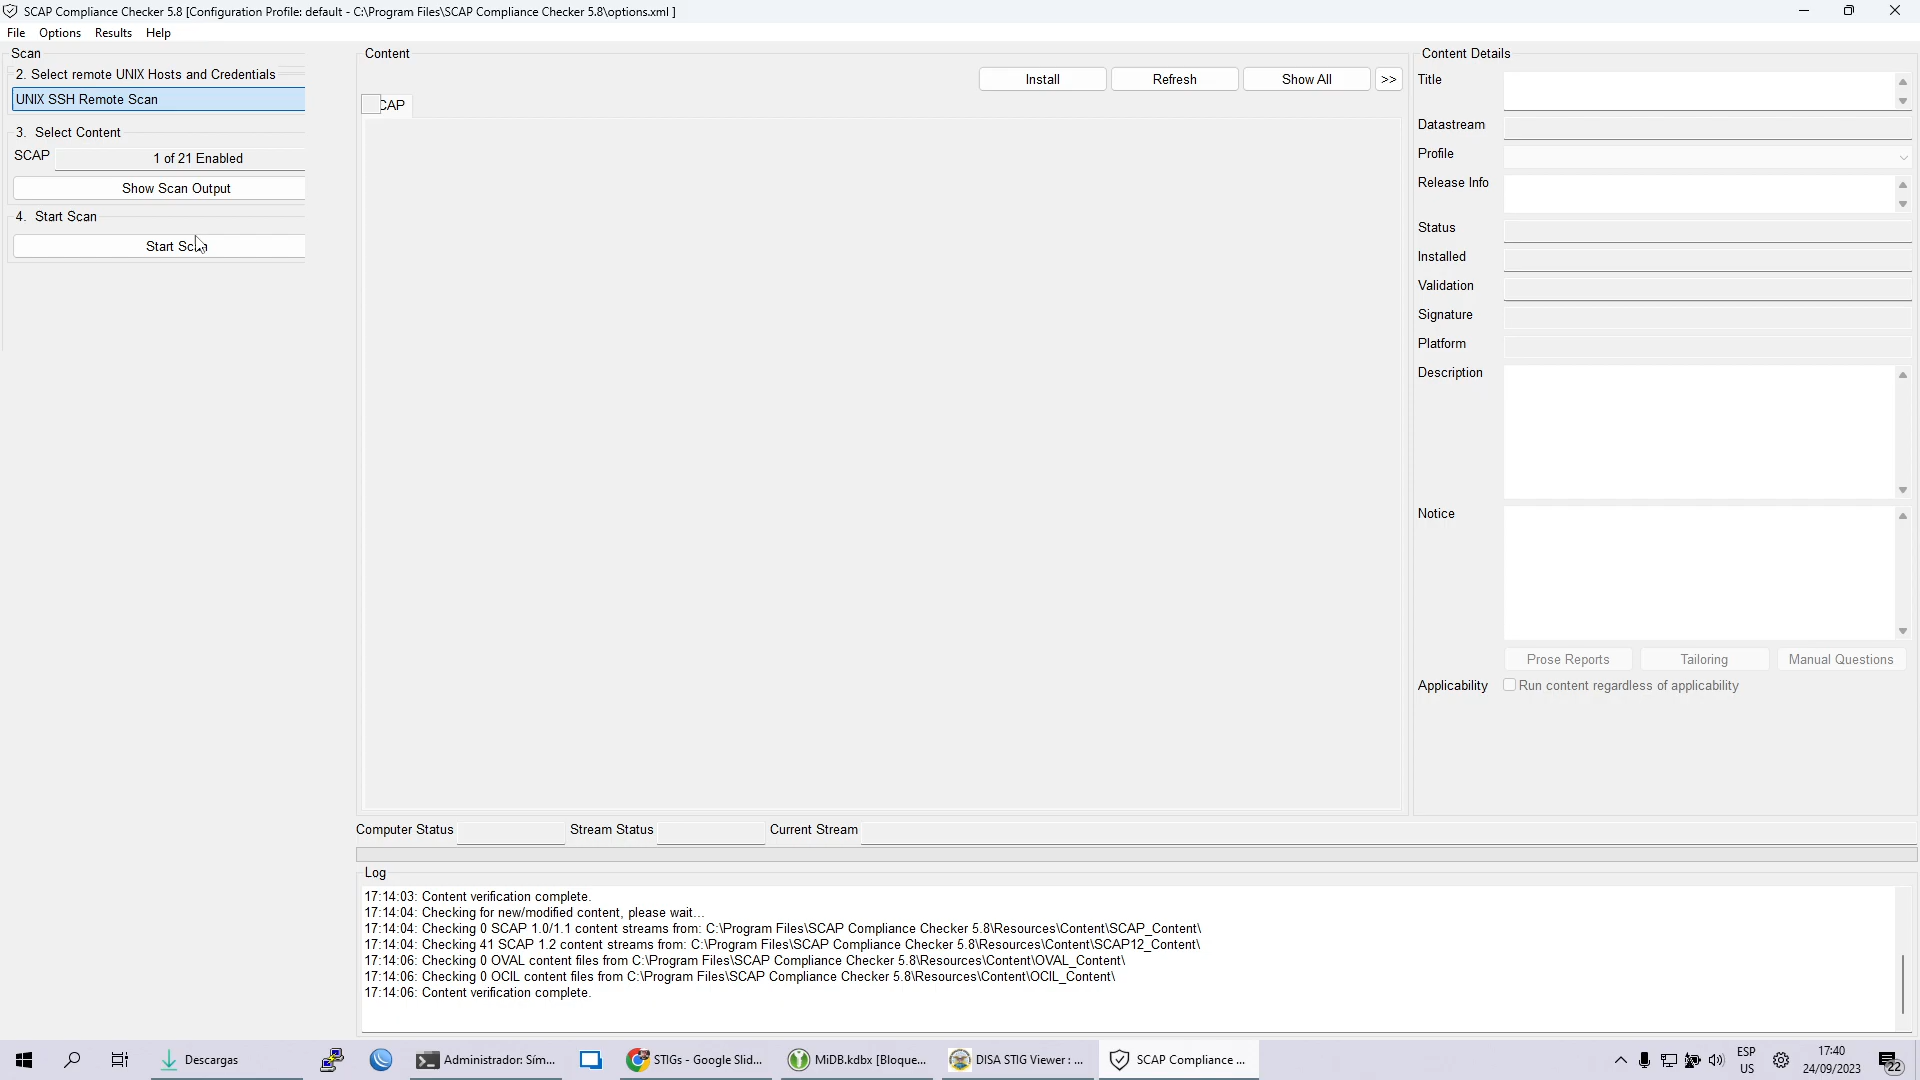 SCAP Compliance Checker 5.8 [Configuration Profile: default - C:\Program Files\SCAP Compliance Checker 5.8\options.xml ]
File Options Results Help
Scan
2. Select remote UNIX Hosts and Credentials
UNIX SSH Remote Scan
3. Select Content
SCAP 1 of 21 Enabled
Show Scan Output
4. Start Scan
Start Scan
Content
Install Refresh Show All >>
CAP
Content Details
Title
Datastream
Profile
Release Info
Status
Installed
Validation
Signature
Platform
Description
Notice
Prose Reports Tailoring Manual Questions
Applicability Run content regardless of applicability
Computer Status Stream Status Current Stream
Log
17:14:03: Content verification complete.
17:14:04: Checking for new/modified content, please wait...
17:14:04: Checking 0 SCAP 1.0/1.1 content streams from: C:\Program Files\SCAP Compliance Checker 5.8\Resources\Content\SCAP_Content\
17:14:04: Checking 41 SCAP 1.2 content streams from: C:\Program Files\SCAP Compliance Checker 5.8\Resources\Content\SCAP12_Content\
17:14:06: Checking 0 OVAL content files from C:\Program Files\SCAP Compliance Checker 5.8\Resources\Content\OVAL_Content\
17:14:06: Checking 0 OCIL content files from C:\Program Files\SCAP Compliance Checker 5.8\Resources\Content\OCIL_Content\
17:14:06: Content verification complete.
Descargas Administrador: Sím... STIGs - Google Slid... MiDB.kdbx [Bloque... DISA STIG Viewer : ... SCAP Compliance ...
ESP
US
17:40
24/09/2023
22